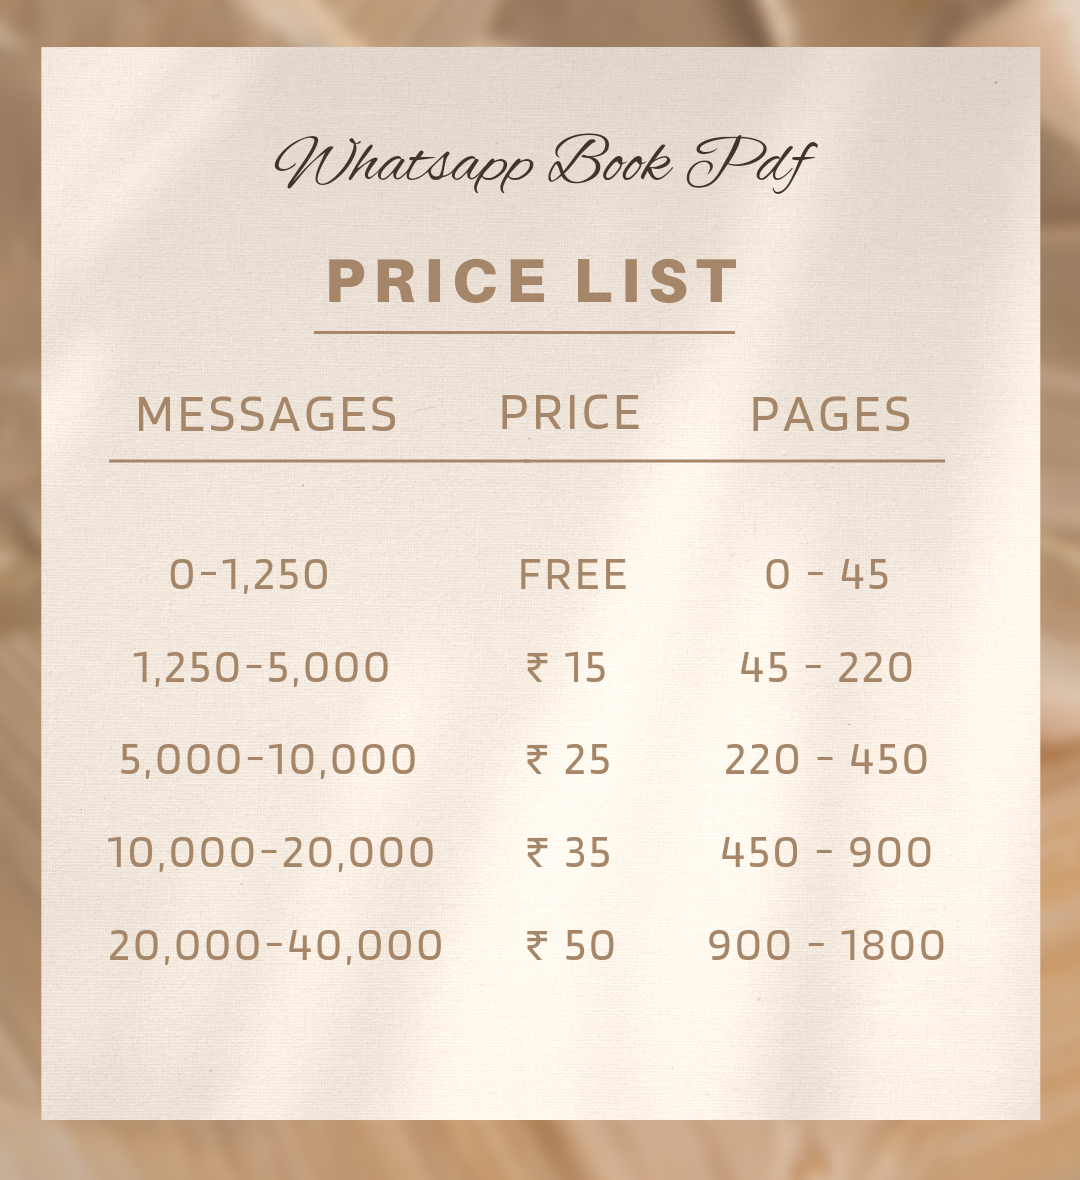 Whatsapp Book Pdf
PRICE LIST
MESSAGES PRICE PAGES
0-1,250 FREE 0 - 45
1,250-5,000 ₹ 15 45 - 220
5,000-10,000 ₹ 25 220 - 450
10,000-20,000 ₹ 35 450 - 900
20,000-40,000 ₹ 50 900 - 1800